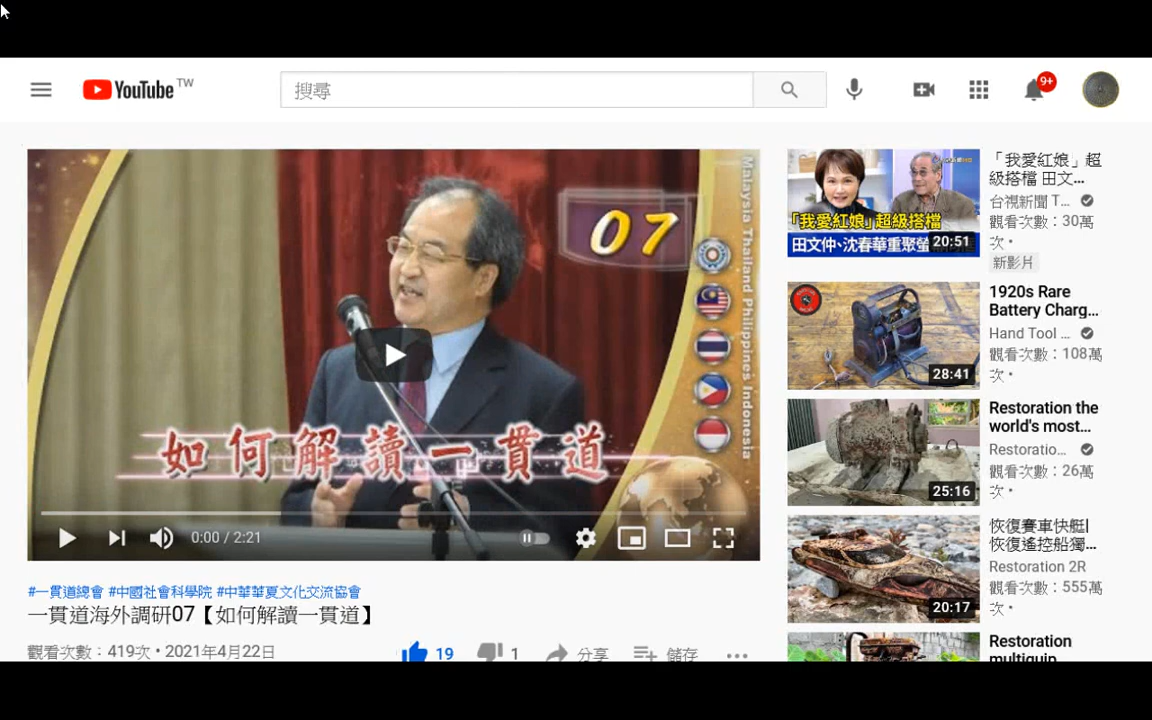 YouTube TW
搜尋
9+
07
Malaysia Thailand Philippines Indonesia
如何解讀一貫道
0:00 / 2:21
#一貫道總會 #中國社會科學院 #中華華夏文化交流協會
一貫道海外調研07【如何解讀一貫道】
觀看次數：419次 • 2021年4月22日
19
1
分享
儲存
「我愛紅娘」超級搭檔
田文仲、沈春華重聚螢
20:51
「我愛紅娘」超
級搭檔 田文...
台視新聞 T...
觀看次數：30萬
次 •
新影片
28:41
1920s Rare
Battery Charg...
Hand Tool ...
觀看次數：108萬
次 •
25:16
Restoration the
world's most...
Restoratio...
觀看次數：26萬
次 •
20:17
恢復賽車快艇|
恢復遙控船獨...
Restoration 2R
觀看次數：555萬
次 •
Restoration
multiquip